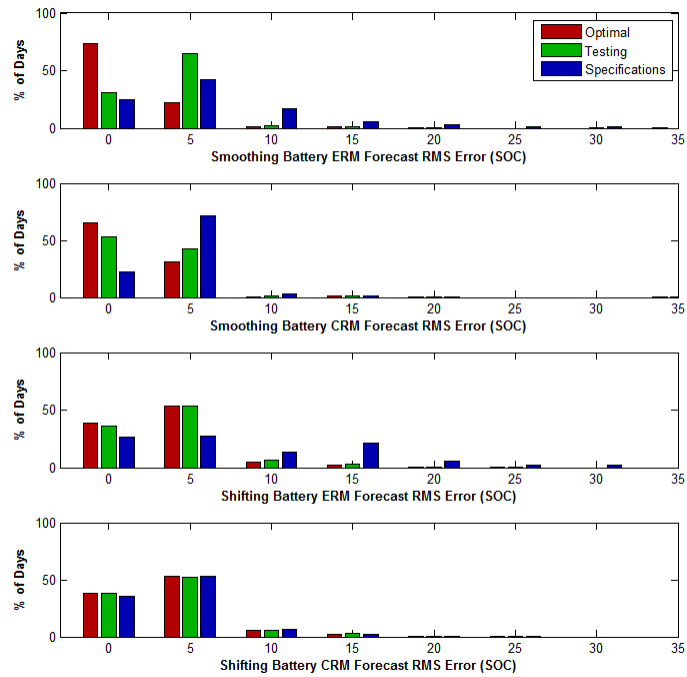 100
50
0
% of Days
Optimal
Testing
Specifications
0 5 10 15 20 25 30 35
Smoothing Battery ERM Forecast RMS Error (SOC)
100
50
0
% of Days
0 5 10 15 20 25 30 35
Smoothing Battery CRM Forecast RMS Error (SOC)
100
50
0
% of Days
0 5 10 15 20 25 30 35
Shifting Battery ERM Forecast RMS Error (SOC)
100
50
0
% of Days
0 5 10 15 20 25 30 35
Shifting Battery CRM Forecast RMS Error (SOC)